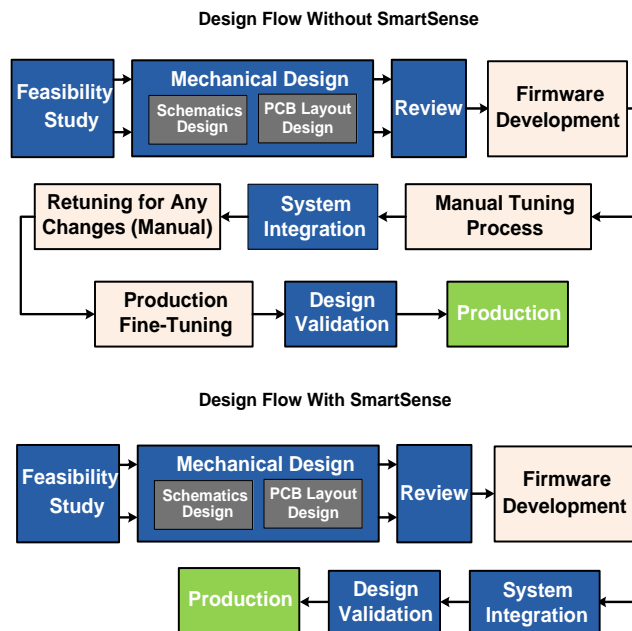 Design Flow Without SmartSense
Feasibility
Study
Mechanical Design
Schematics
Design
PCB Layout
Design
Review
Firmware
Development
Retuning for Any
Changes (Manual)
System
Integration
Manual Tuning
Process
Production
Fine-Tuning
Design
Validation
Production
Design Flow With SmartSense
Feasibility
Study
Mechanical Design
Schematics
Design
PCB Layout
Design
Review
Firmware
Development
Production
Design
Validation
System
Integration